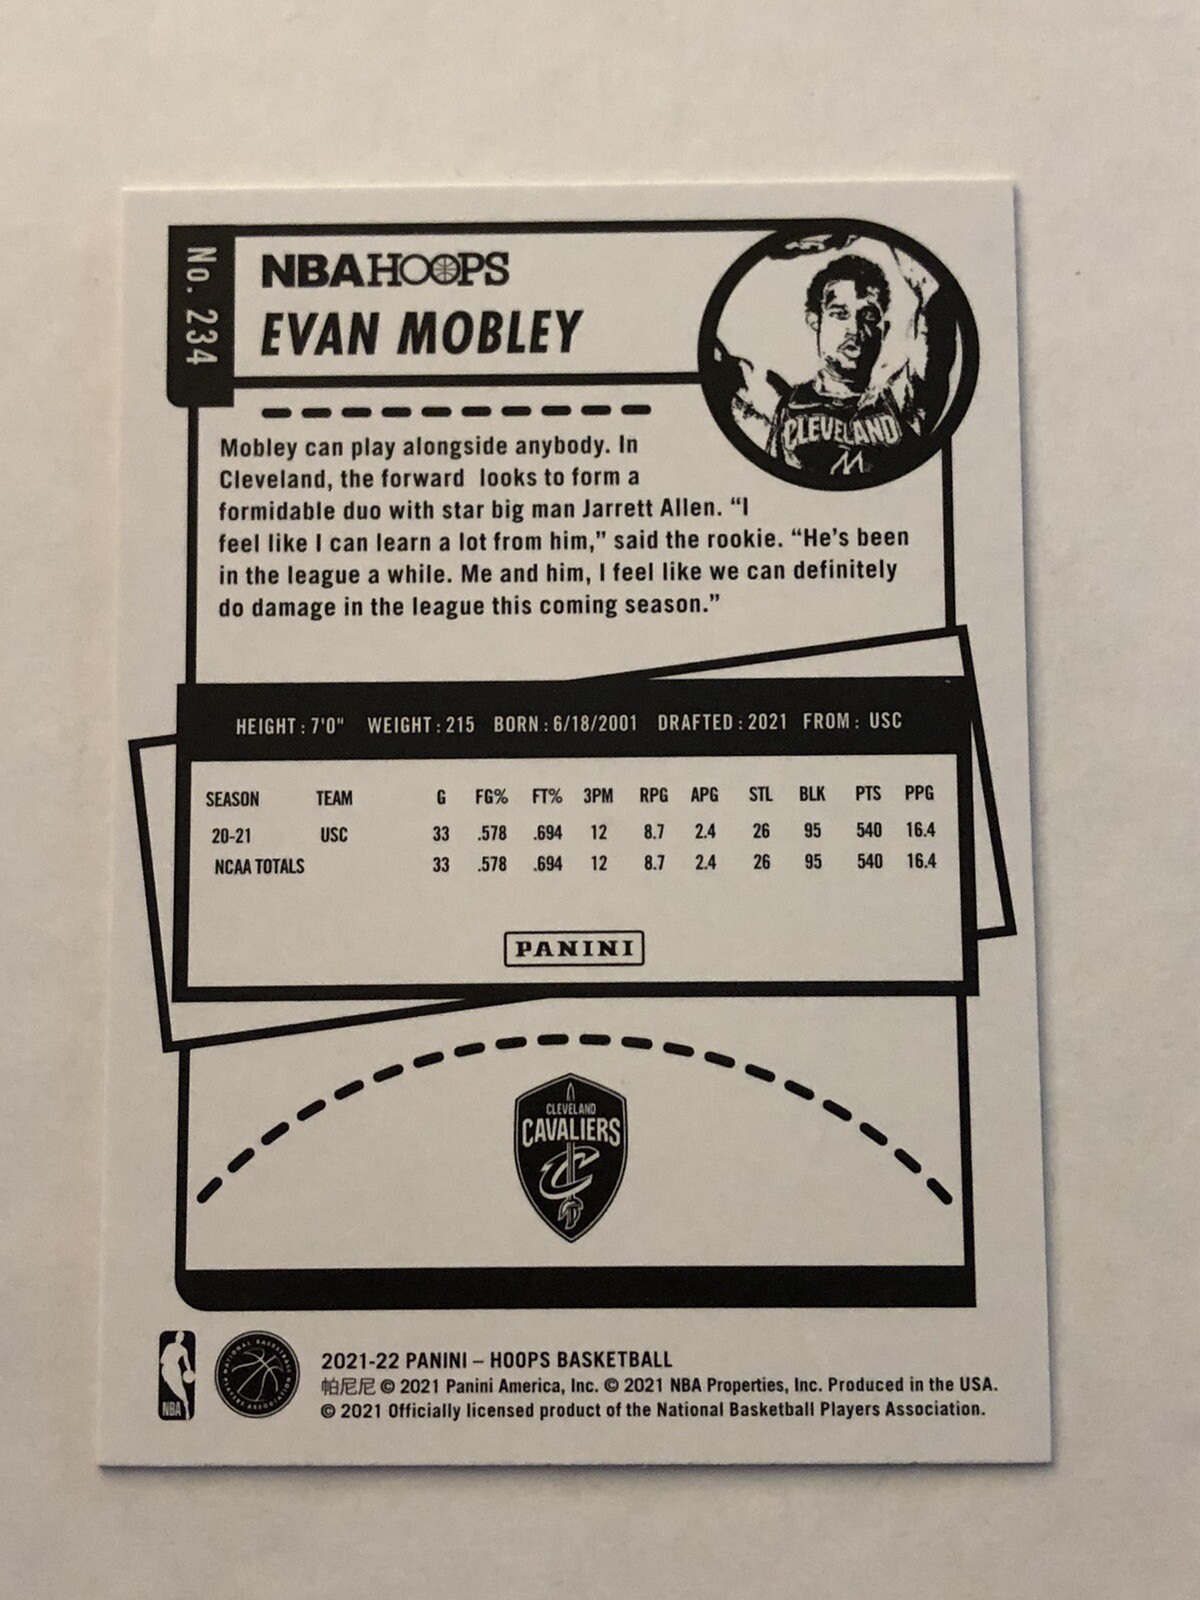 No. 234
NBA HOOPS
EVAN MOBLEY
CLEVELAND
Mobley can play alongside anybody. In
Cleveland, the forward looks to form a
formidable duo with star big man Jarrett Allen. “I
feel like I can learn a lot from him,” said the rookie. “He’s been
in the league a while. Me and him, I feel like we can definitely
do damage in the league this coming season.”
HEIGHT: 7'0" WEIGHT: 215 BORN: 6/18/2001 DRAFTED: 2021 FROM: USC
SEASON TEAM G FG% FT% 3PM RPG APG STL BLK PTS PPG
20-21 USC 33 .578 .694 12 8.7 2.4 26 95 540 16.4
NCAA TOTALS 33 .578 .694 12 8.7 2.4 26 95 540 16.4
PANINI
CLEVELAND
CAVALIERS
C
NBA
NATIONAL BASKETBALL
PLAYERS ASSOCIATION
2021-22 PANINI – HOOPS BASKETBALL
帕尼尼 © 2021 Panini America, Inc. © 2021 NBA Properties, Inc. Produced in the USA.
© 2021 Officially licensed product of the National Basketball Players Association.